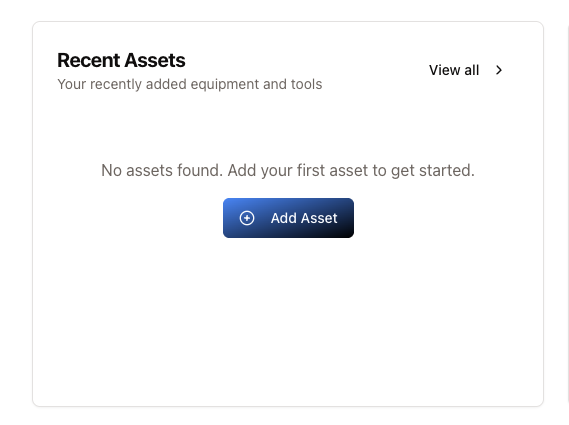 Recent Assets
Your recently added equipment and tools
View all
No assets found. Add your first asset to get started.
Add Asset